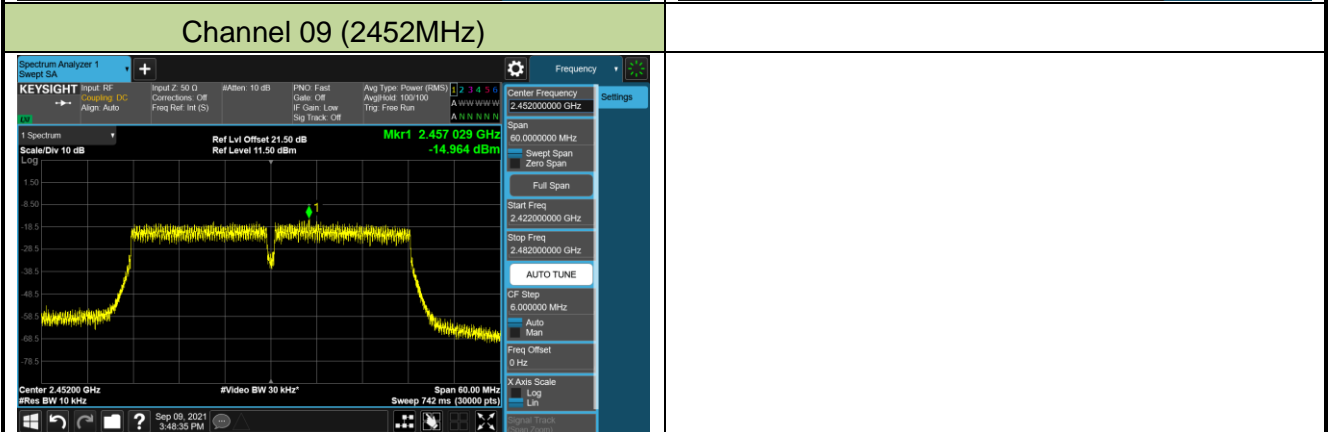 Channel 09 (2452MHz)
Spectrum Analyzer 1
Swept SA
Frequency
KEYSIGHT
Input: RF
Coupling: DC
Align: Auto
Input Z: 50 Ω
Corrections: Off
Freq Ref: Int (S)
#Atten: 10 dB
PNO: Fast
Gate: Off
IF Gain: Low
Sig Track: Off
Avg Type: Power (RMS)
Avg|Hold: 100/100
Trig: Free Run
1 2 3 4 5 6
A W W W W W
A N N N N N
LV
1 Spectrum
Scale/Div 10 dB
Log
Ref Lvl Offset 21.50 dB
Ref Level 11.50 dBm
Mkr1 2.457 029 GHz
-14.964 dBm
1
1.50
-8.50
-18.5
-28.5
-38.5
-48.5
-58.5
-68.5
-78.5
Center 2.45200 GHz
#Res BW 10 kHz
#Video BW 30 kHz*
Span 60.00 MHz
Sweep 742 ms (30000 pts)
Settings
Center Frequency
2.452000000 GHz
Span
60.0000000 MHz
Swept Span
Zero Span
Full Span
Start Freq
2.422000000 GHz
Stop Freq
2.482000000 GHz
AUTO TUNE
CF Step
6.000000 MHz
Auto
Man
Freq Offset
0 Hz
X Axis Scale
Log
Lin
Signal Track
(Span Zoom)
Sep 09, 2021
3:48:35 PM